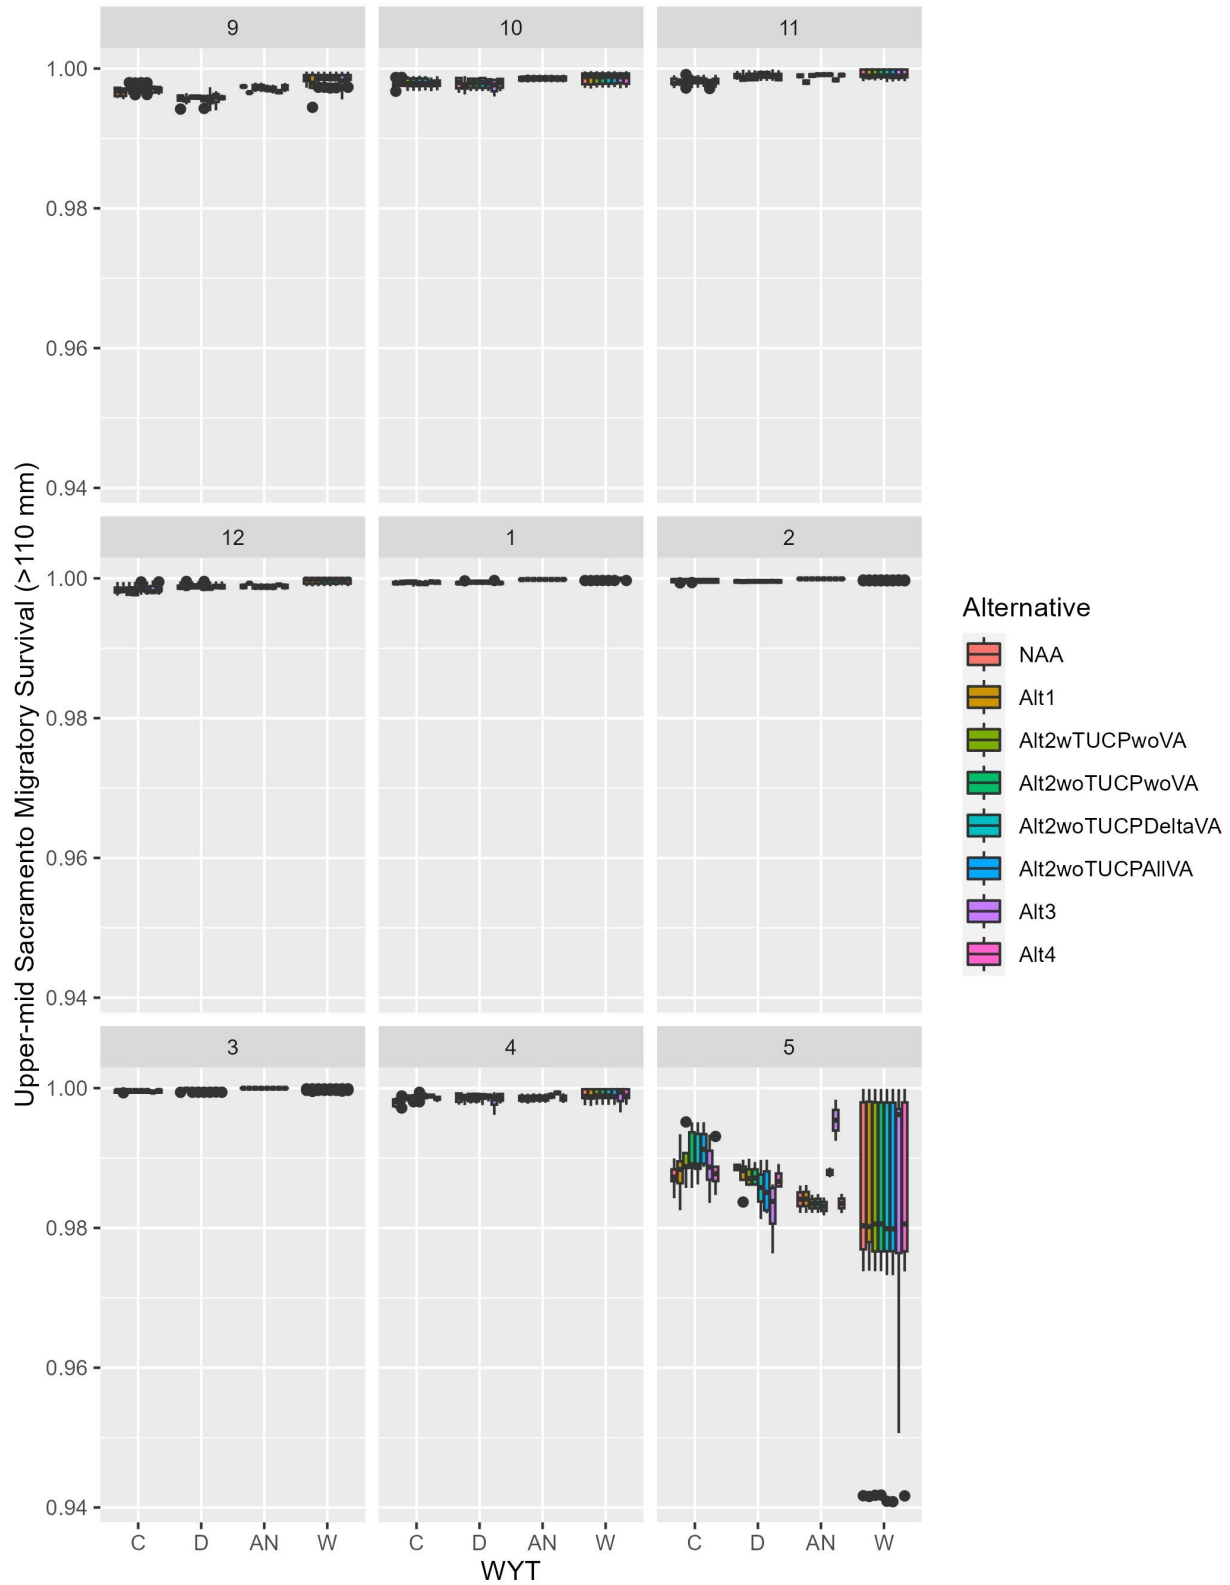 9
10
11
1.00
0.98
0.96
0.94
12
1
2
1.00
0.98
0.96
0.94
3
4
5
1.00
0.98
0.96
0.94
C D AN W
C D AN W
C D AN W
WYT
Upper-mid Sacramento Migratory Survival (>110 mm)
Alternative
NAA
Alt1
Alt2wTUCPwoVA
Alt2woTUCPwoVA
Alt2woTUCPDeltaVA
Alt2woTUCPAllVA
Alt3
Alt4